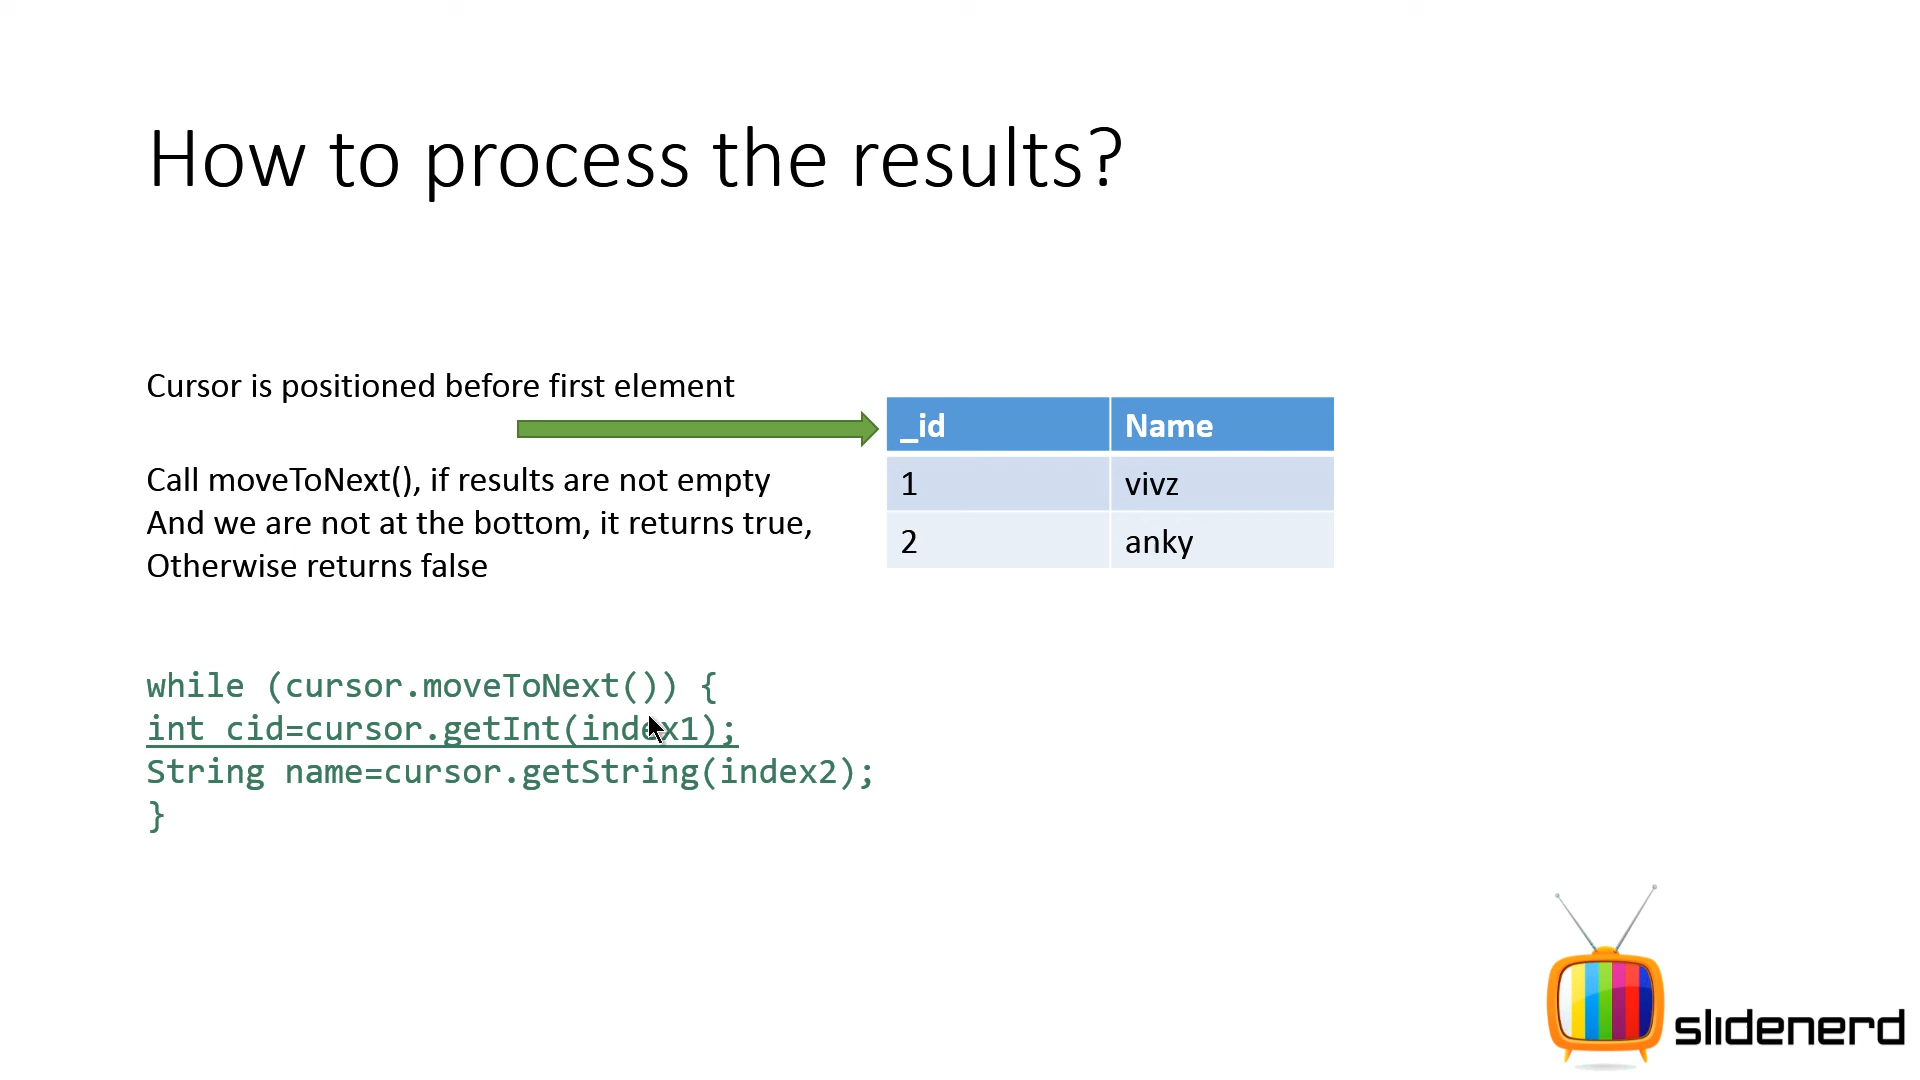 How to process the results?
Cursor is positioned before first element
_id Name
1 vivz
2 anky
Call moveToNext(), if results are not empty
And we are not at the bottom, it returns true,
Otherwise returns false
while (cursor.moveToNext()) {
int cid=cursor.getInt(index1);
String name=cursor.getString(index2);
}
slidenerd